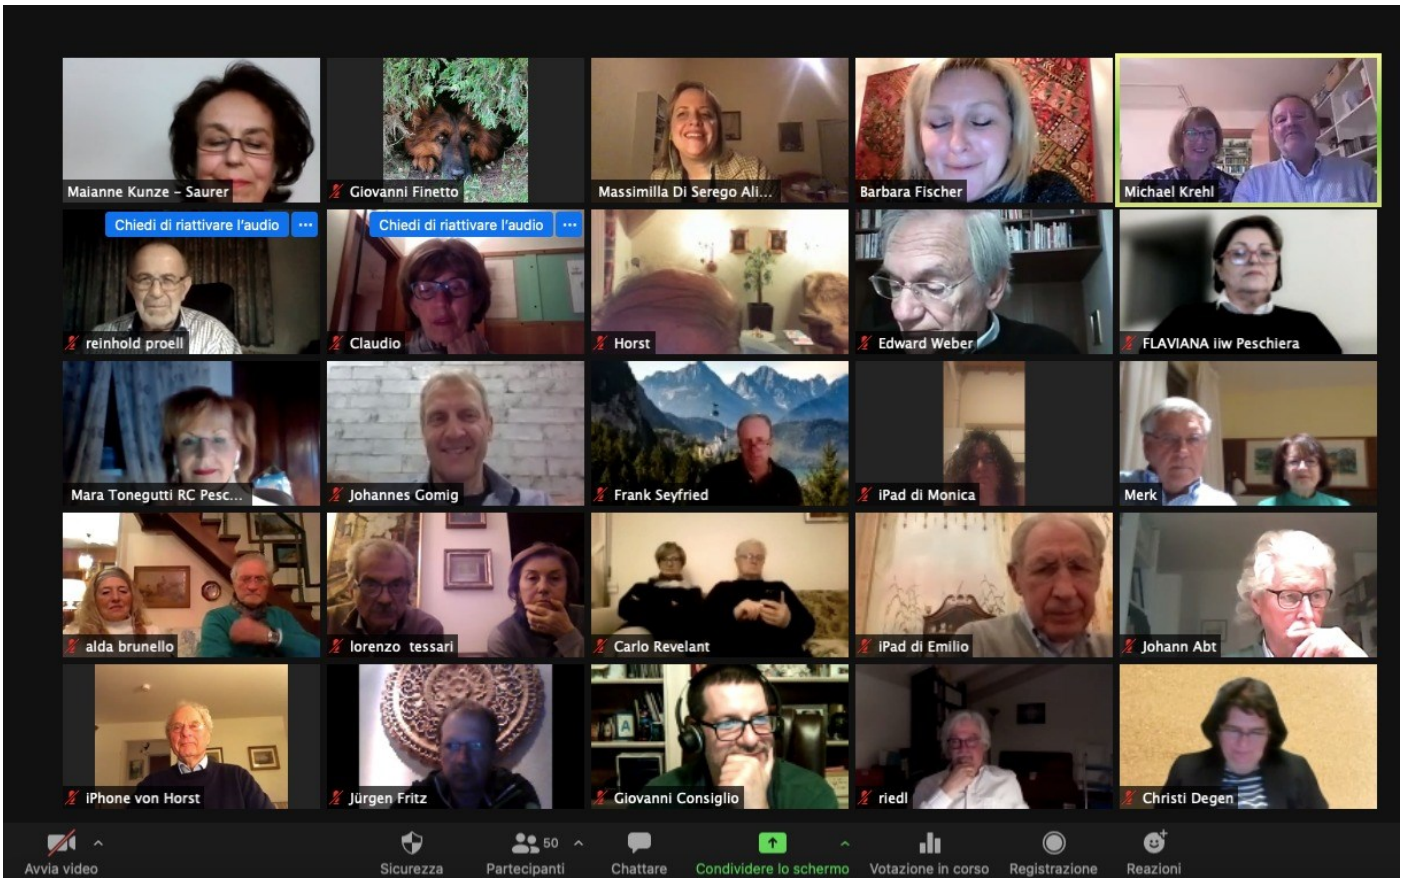 Maianne Kunze – Saurer
Giovanni Finetto
Massimilla Di Serego Ali...
Barbara Fischer
Michael Krehl
Chiedi di riattivare l'audio ...
Chiedi di riattivare l'audio ...
reinhold proell
Claudio
Horst
Edward Weber
FLAVIANA iiw Peschiera
Mara Tonegutti RC Pesc...
Johannes Gomig
Frank Seyfried
iPad di Monica
Merk
alda brunello
lorenzo tessari
Carlo Revelant
iPad di Emilio
Johann Abt
iPhone von Horst
Jürgen Fritz
Giovanni Consiglio
riedl
Christi Degen
50
Avvia video
Sicurezza
Partecipanti
Chattare
Condividere lo schermo
Votazione in corso
Registrazione
Reazioni